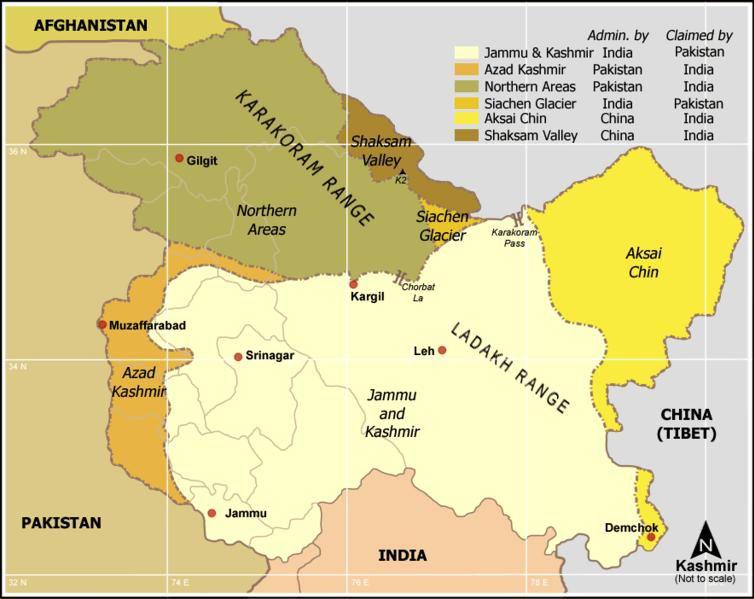 AFGHANISTAN
Admin. by Claimed by
Jammu & Kashmir India Pakistan
Azad Kashmir Pakistan India
Northern Areas Pakistan India
Siachen Glacier India Pakistan
Aksai Chin China India
Shaksam Valley China India
KARAKORAM RANGE
Shaksam
Valley
K2
36 N
Gilgit
Northern
Areas
Siachen
Glacier
Karakoram
Pass
Aksai
Chin
Chorbat
La
Kargil
Muzaffarabad
LADAKH RANGE
Srinagar
Leh
34 N
Azad
Kashmir
Jammu
and
Kashmir
CHINA
(TIBET)
PAKISTAN
Jammu
Demchok
INDIA
N
Kashmir
(Not to scale)
32 N
74 E
76 E
78 E